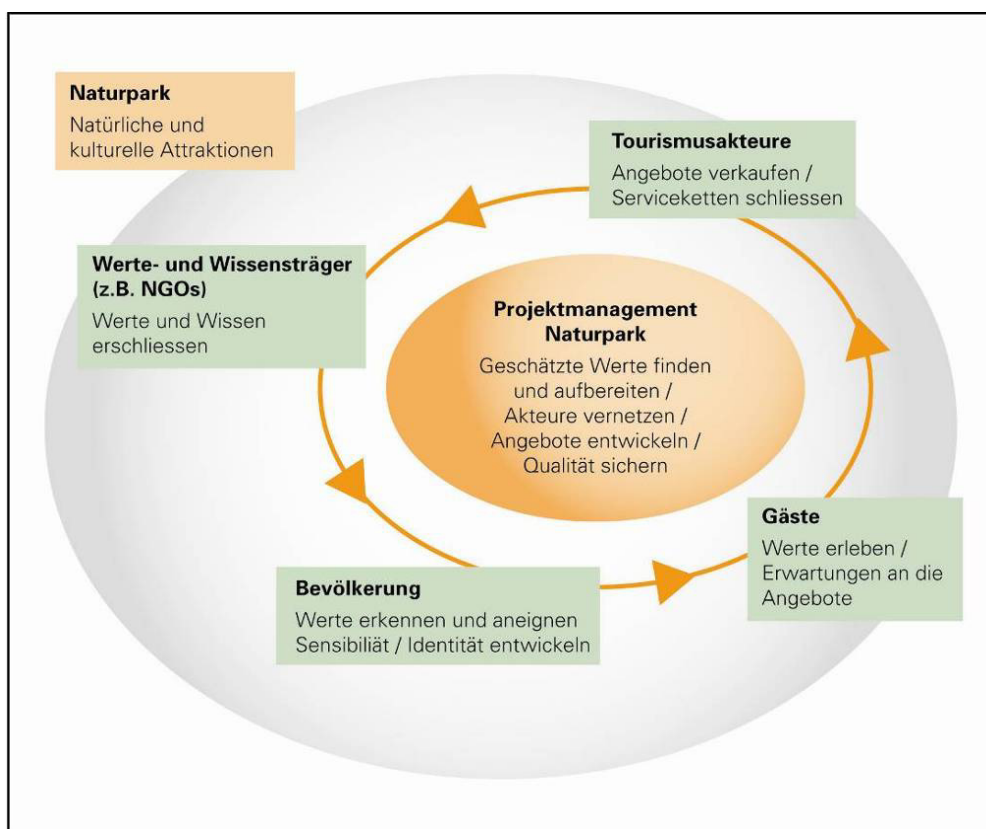 Naturpark
Natürliche und
kulturelle Attraktionen
Tourismusakteure
Angebote verkaufen /
Serviceketten schliessen
Werte- und Wissensträger
(z.B. NGOs)
Werte und Wissen
erschliessen
Projektmanagement
Naturpark
Geschätzte Werte finden
und aufbereiten /
Akteure vernetzen /
Angebote entwickeln /
Qualität sichern
Gäste
Werte erleben /
Erwartungen an die
Angebote
Bevölkerung
Werte erkennen und aneignen
Sensibiliät / Identität entwickeln